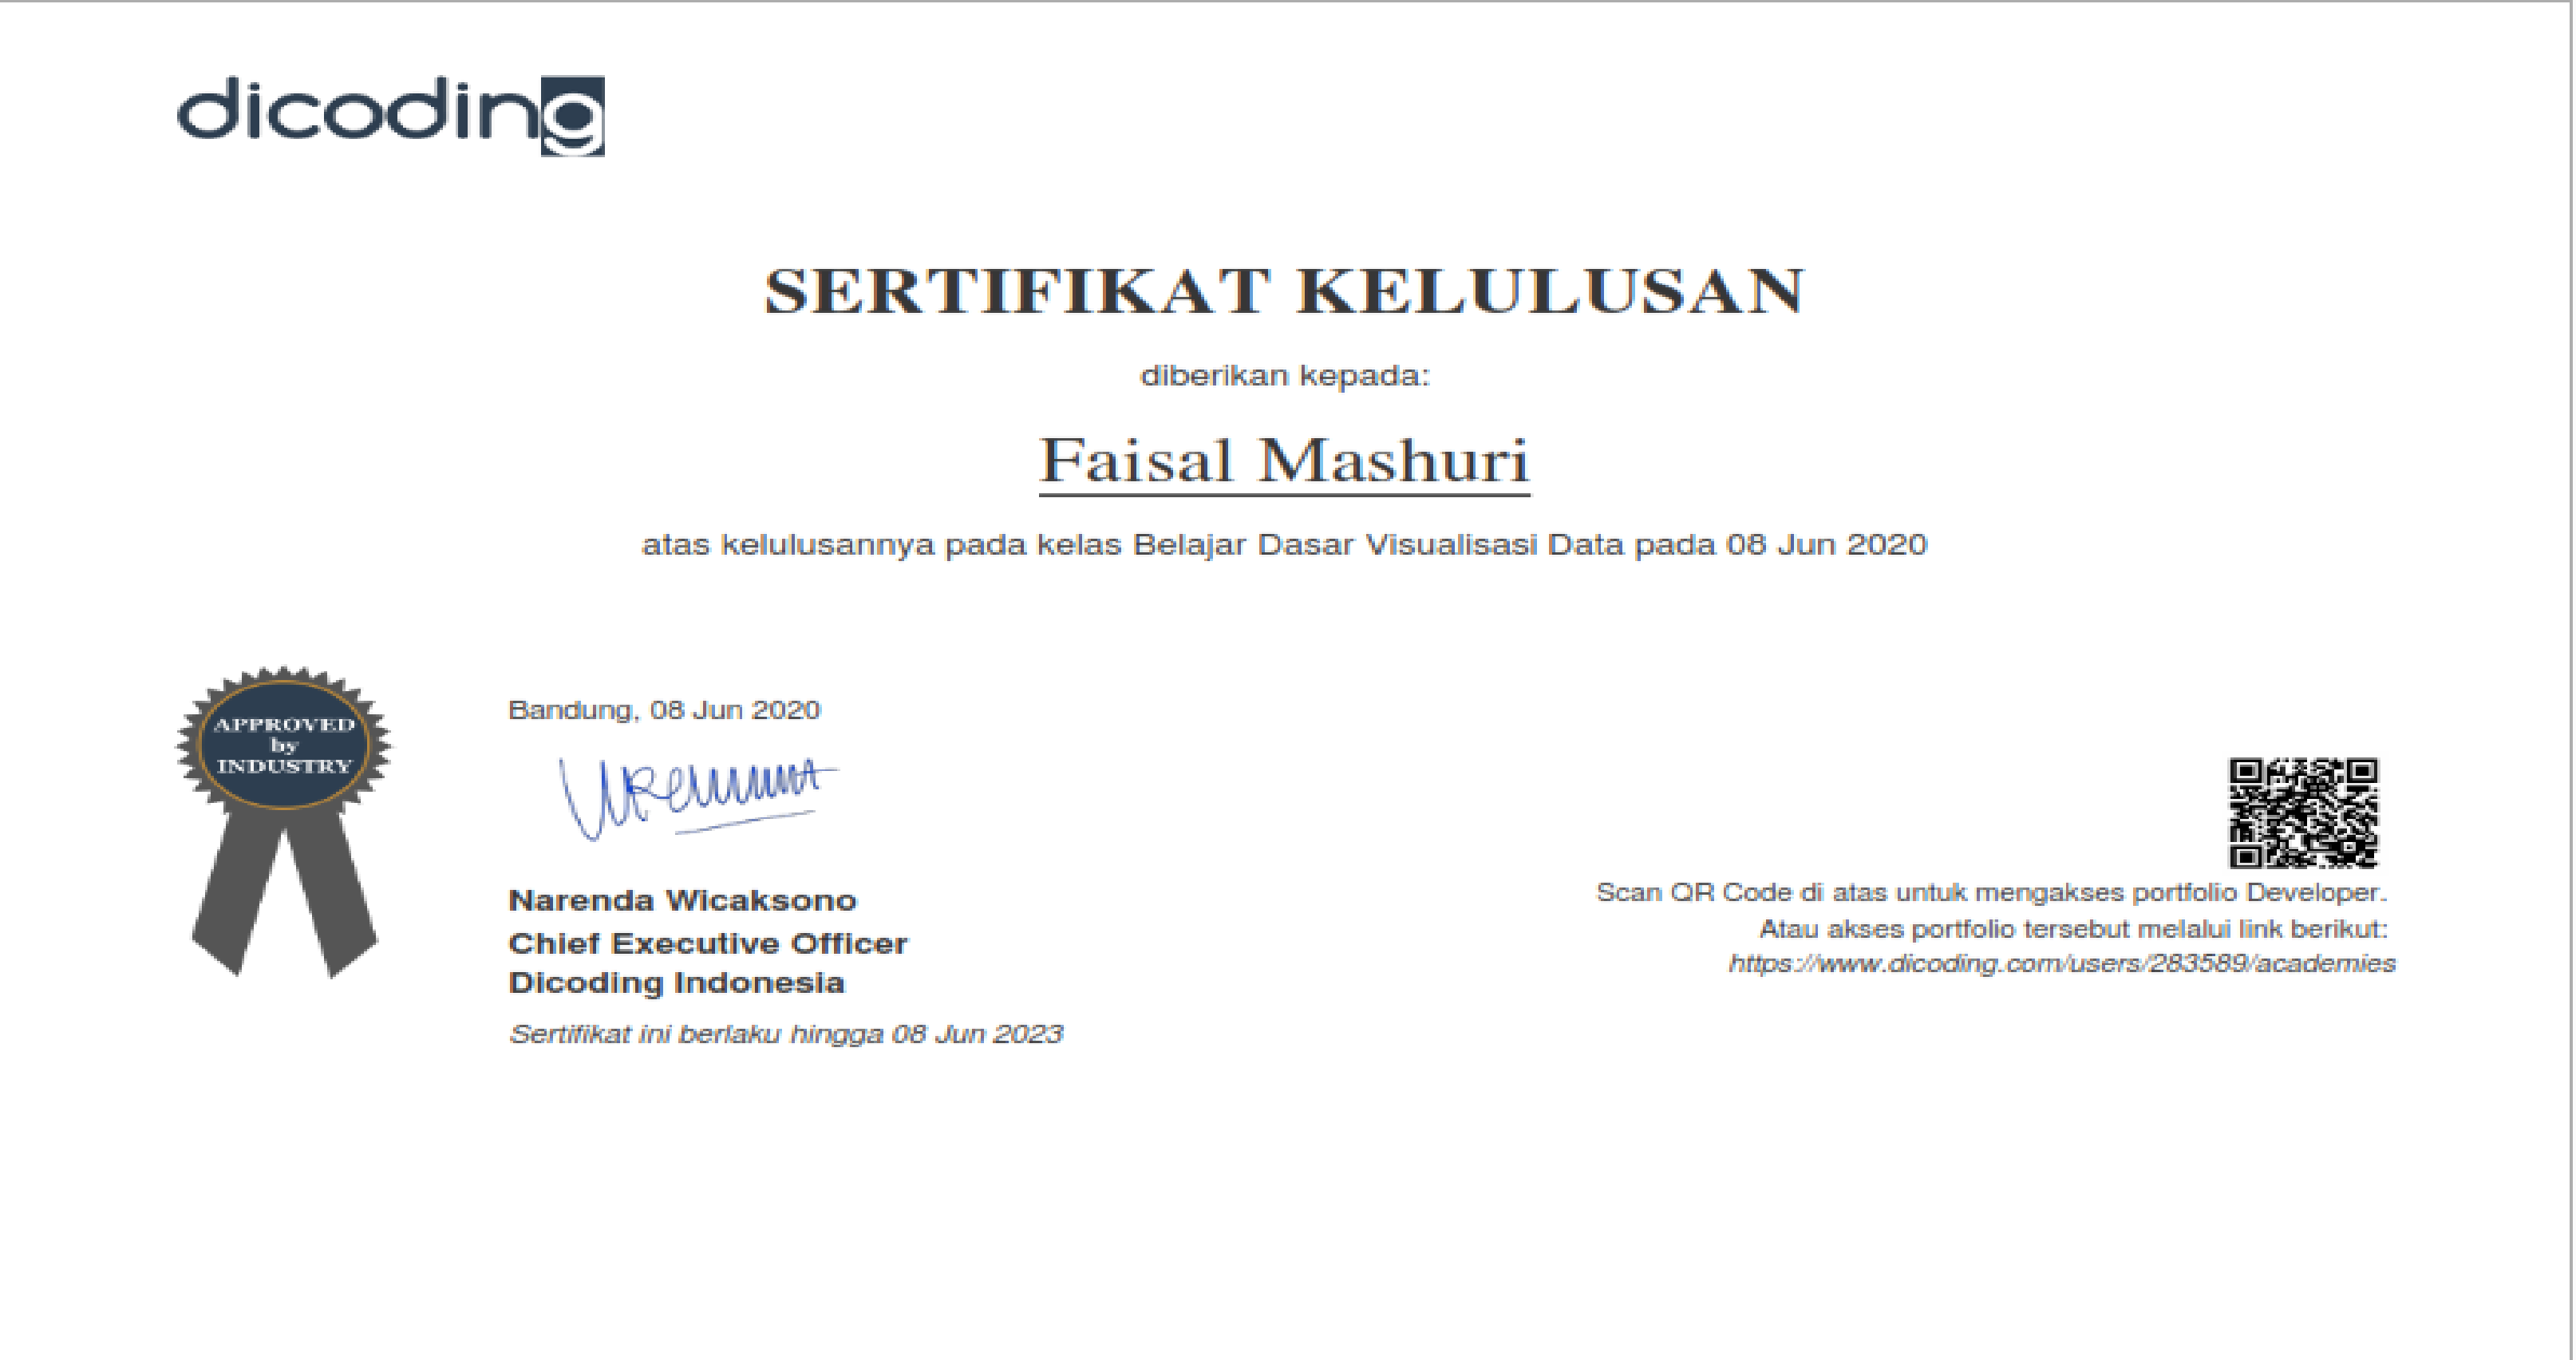 dicoding
SERTIFIKAT KELULUSAN
diberikan kepada:
Faisal Mashuri
atas kelulusannya pada kelas Belajar Dasar Visualisasi Data pada 08 Jun 2020
APPROVED
by
INDUSTRY
Bandung, 08 Jun 2020
Narenda Wicaksono
Chief Executive Officer
Dicoding Indonesia
Sertifikat ini berlaku hingga 08 Jun 2023
Scan QR Code di atas untuk mengakses portfolio Developer.
Atau akses portfolio tersebut melalui link berikut:
https://www.dicoding.com/users/283589/academies